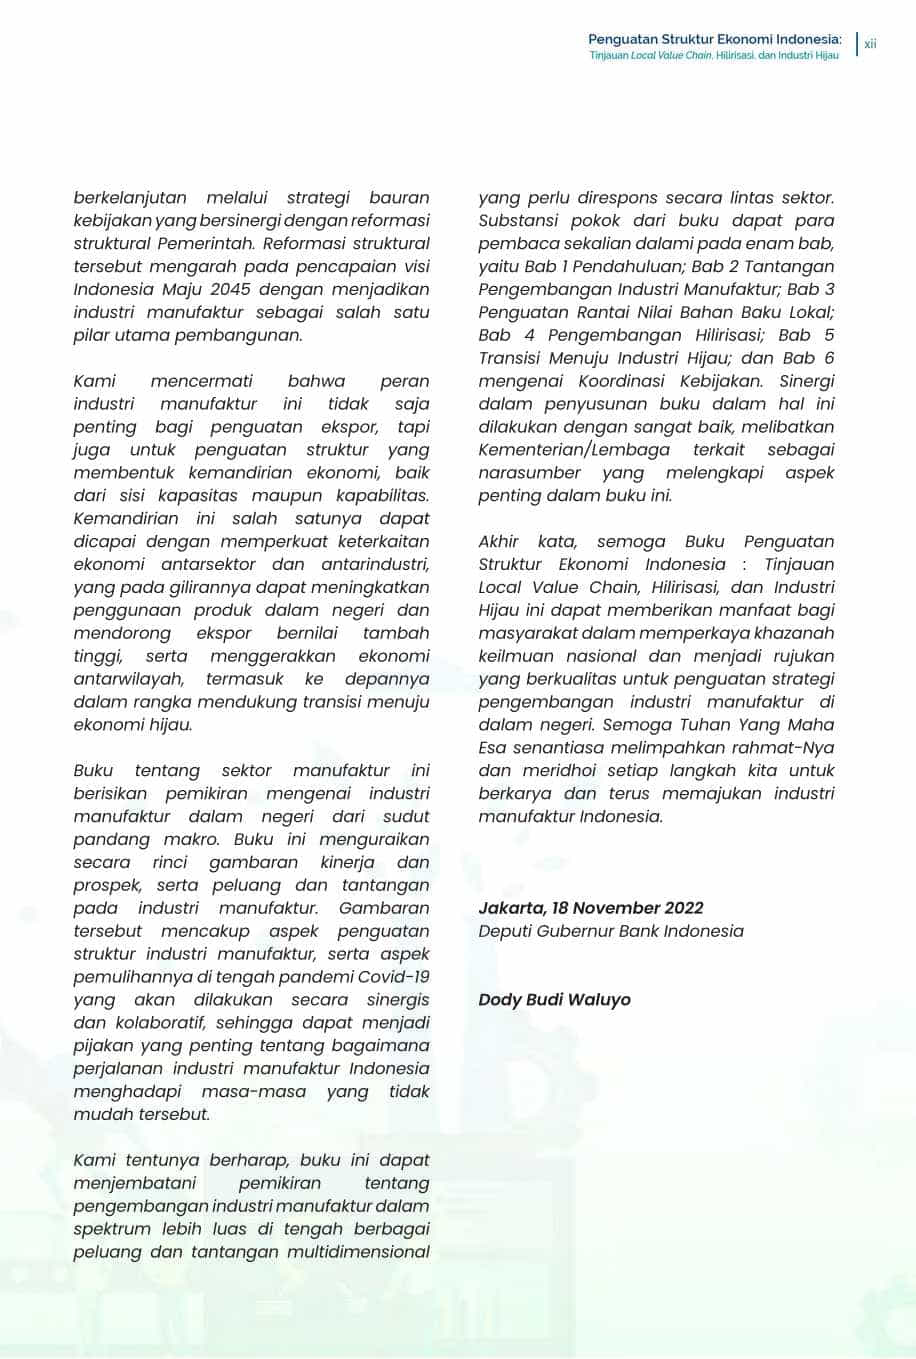 Penguatan Struktur Ekonomi Indonesia:
Tinjauan Local Value Chain, Hilirisasi, dan Industri Hijau
xii
berkelanjutan melalui strategi bauran
kebijakan yang bersinergi dengan reformasi
struktural Pemerintah. Reformasi struktural
tersebut mengarah pada pencapaian visi
Indonesia Maju 2045 dengan menjadikan
industri manufaktur sebagai salah satu
pilar utama pembangunan.
Kami mencermati bahwa peran
industri manufaktur ini tidak saja
penting bagi penguatan ekspor, tapi
juga untuk penguatan struktur yang
membentuk kemandirian ekonomi, baik
dari sisi kapasitas maupun kapabilitas.
Kemandirian ini salah satunya dapat
dicapai dengan memperkuat keterkaitan
ekonomi antarsektor dan antarindustri,
yang pada gilirannya dapat meningkatkan
penggunaan produk dalam negeri dan
mendorong ekspor bernilai tambah
tinggi, serta menggerakkan ekonomi
antarwilayah, termasuk ke depannya
dalam rangka mendukung transisi menuju
ekonomi hijau.
Buku tentang sektor manufaktur ini
berisikan pemikiran mengenai industri
manufaktur dalam negeri dari sudut
pandang makro. Buku ini menguraikan
secara rinci gambaran kinerja dan
prospek, serta peluang dan tantangan
pada industri manufaktur. Gambaran
tersebut mencakup aspek penguatan
struktur industri manufaktur, serta aspek
pemulihannya di tengah pandemi Covid-19
yang akan dilakukan secara sinergis
dan kolaboratif, sehingga dapat menjadi
pijakan yang penting tentang bagaimana
perjalanan industri manufaktur Indonesia
menghadapi masa-masa yang tidak
mudah tersebut.
Kami tentunya berharap, buku ini dapat
menjembatani pemikiran tentang
pengembangan industri manufaktur dalam
spektrum lebih luas di tengah berbagai
peluang dan tantangan multidimensional
yang perlu direspons secara lintas sektor.
Substansi pokok dari buku dapat para
pembaca sekalian dalami pada enam bab,
yaitu Bab 1 Pendahuluan; Bab 2 Tantangan
Pengembangan Industri Manufaktur; Bab 3
Penguatan Rantai Nilai Bahan Baku Lokal;
Bab 4 Pengembangan Hilirisasi; Bab 5
Transisi Menuju Industri Hijau; dan Bab 6
mengenai Koordinasi Kebijakan. Sinergi
dalam penyusunan buku dalam hal ini
dilakukan dengan sangat baik, melibatkan
Kementerian/Lembaga terkait sebagai
narasumber yang melengkapi aspek
penting dalam buku ini.
Akhir kata, semoga Buku Penguatan
Struktur Ekonomi Indonesia : Tinjauan
Local Value Chain, Hilirisasi, dan Industri
Hijau ini dapat memberikan manfaat bagi
masyarakat dalam memperkaya khazanah
keilmuan nasional dan menjadi rujukan
yang berkualitas untuk penguatan strategi
pengembangan industri manufaktur di
dalam negeri. Semoga Tuhan Yang Maha
Esa senantiasa melimpahkan rahmat-Nya
dan meridhoi setiap langkah kita untuk
berkarya dan terus memajukan industri
manufaktur Indonesia.
Jakarta, 18 November 2022
Deputi Gubernur Bank Indonesia
Dody Budi Waluyo